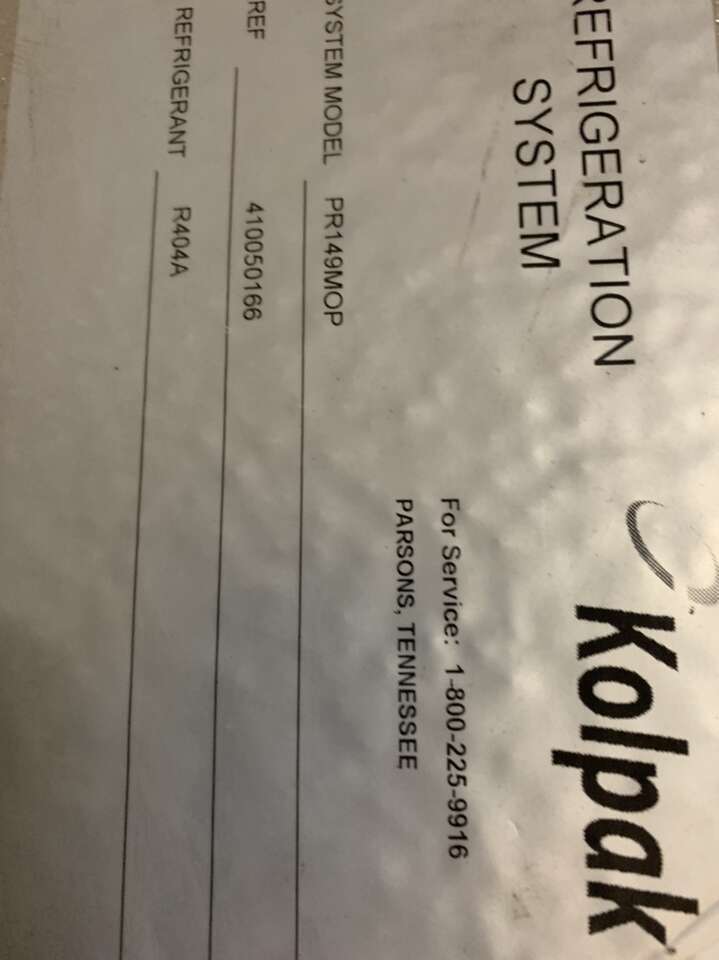 REFRIGERATION
SYSTEM
Kolpak
For Service: 1-800-225-9916
PARSONS, TENNESSEE
SYSTEM MODEL PR149MOP
REF 410050166
REFRIGERANT R404A